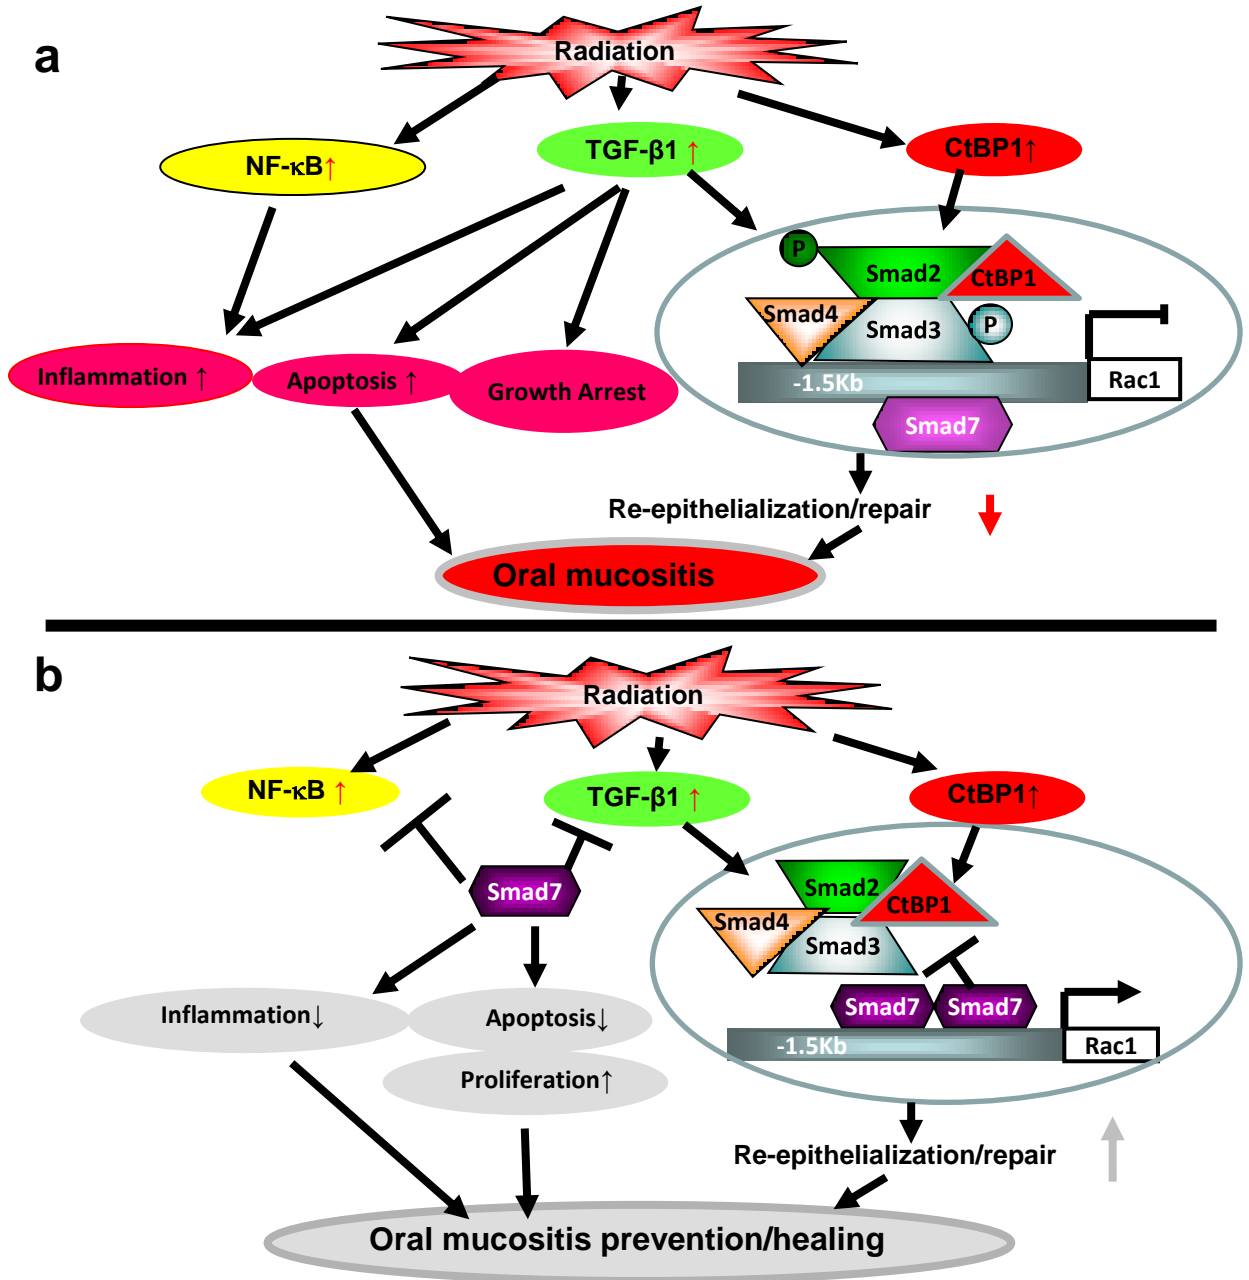 a
Radiation
NF-κB↑
TGF-β1 ↑
CtBP1↑
P
Smad2
CtBP1
Smad4
Smad3
P
-1.5Kb
Rac1
Smad7
Inflammation ↑
Apoptosis ↑
Growth Arrest
Re-epithelialization/repair ↓
Oral mucositis
b
Radiation
NF-κB ↑
TGF-β1 ↑
CtBP1↑
Smad7
Smad2
CtBP1
Smad4
Smad3
Smad7
Smad7
-1.5Kb
Rac1
Inflammation↓
Apoptosis↓
Proliferation↑
Re-epithelialization/repair ↑
Oral mucositis prevention/healing